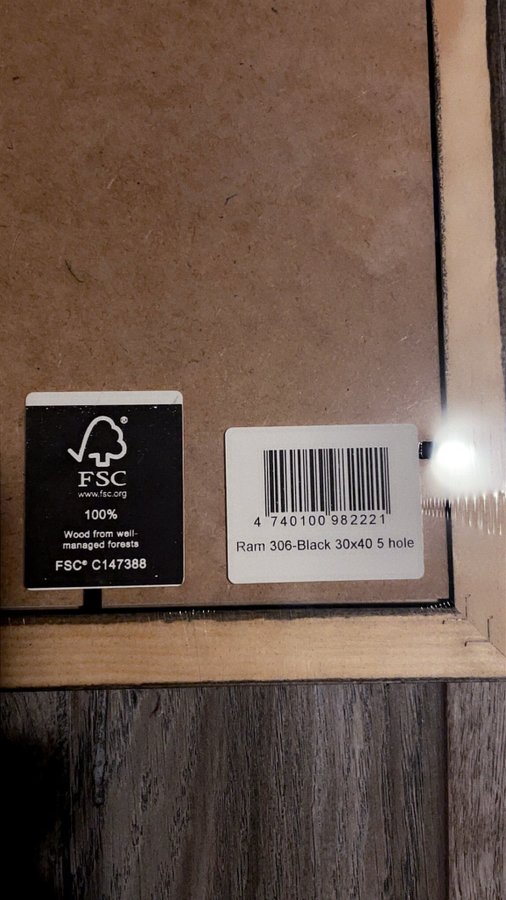 ®
FSC
www.fsc.org
100%
Wood from well-
managed forests
FSC® C147388
4 740100 982221
Ram 306-Black 30x40 5 hole